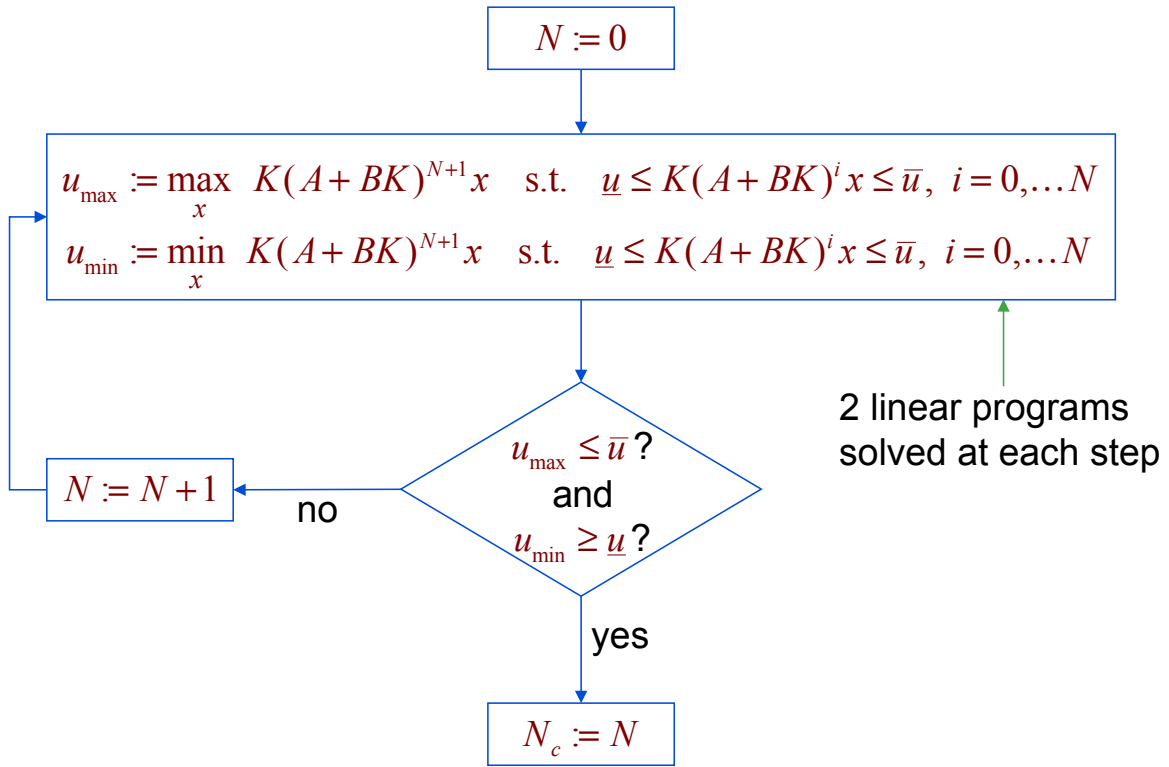 N := 0
u_max := max_x K(A + BK)^{N+1} x s.t. u̲ ≤ K(A + BK)^i x ≤ u̅, i = 0,…N
u_min := min_x K(A + BK)^{N+1} x s.t. u̲ ≤ K(A + BK)^i x ≤ u̅, i = 0,…N
2 linear programs
solved at each step
u_max ≤ u̅ ?
and
u_min ≥ u̲ ?
no
N := N + 1
yes
N_c := N